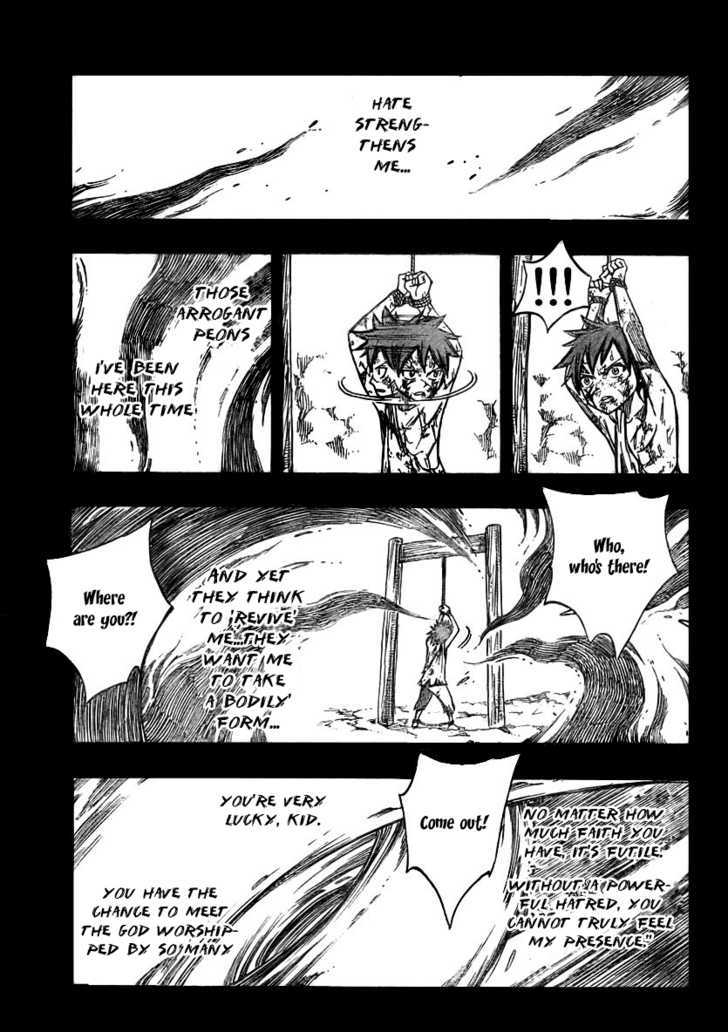 HATE
STRENG-
THENS
ME...
THOSE
ARROGANT
PEONS
I'VE BEEN
HERE THIS
WHOLE TIME
!!!
Who,
who's there!
Where
are you?!
AND YET
THEY THINK
TO 'REVIVE'
ME...THEY
WANT ME
TO TAKE
A BODILY'
FORM...
YOU'RE VERY
LUCKY, KID.
Come out!
NO MATTER HOW
MUCH FAITH YOU
HAVE, IT'S FUTILE.
WITHOUT A POWER-
FUL HATRED, YOU
CANNOT TRULY FEEL
MY PRESENCE."
YOU HAVE THE
CHANCE TO MEET
THE GOD WORSHIP-
PED BY SO MANY